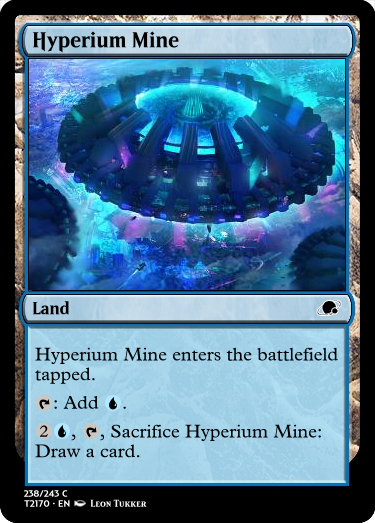 Hyperium Mine
Land
Hyperium Mine enters the battlefield
tapped.
: Add .
2 , , Sacrifice Hyperium Mine:
Draw a card.
238/243 C
T2170 • EN Leon Tukker